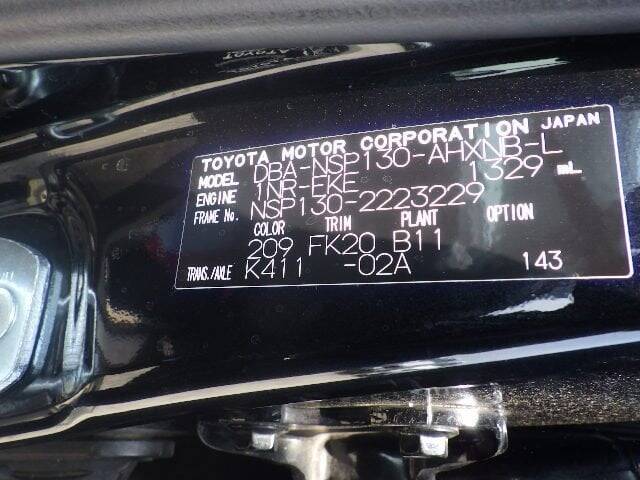 TOYOTA MOTOR CORPORATION JAPAN
MODEL DBA-NSP130-AHXNB-L
ENGINE 1NR-FKE 1329 mL
FRAME No. NSP130-2223229
COLOR TRIM PLANT OPTION
209 FK20 B11
TRANS./AXLE K411 -02A 143